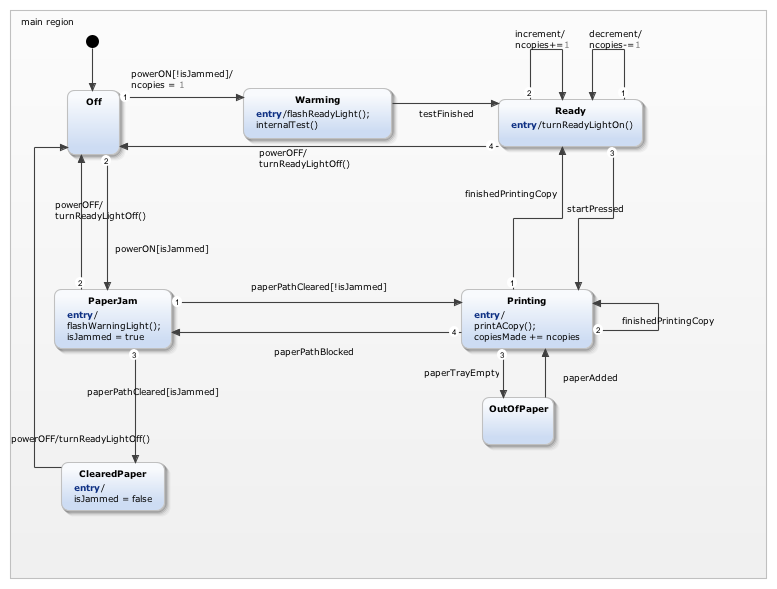 main region
increment/
ncopies+=1
decrement/
ncopies-=1
powerON[!isJammed]/
ncopies = 1
1
2
1
Off
Warming
entry/flashReadyLight();
internalTest()
testFinished
Ready
entry/turnReadyLightOn()
4
3
2
powerOFF/
turnReadyLightOff()
finishedPrintingCopy
startPressed
powerOFF/
turnReadyLightOff()
powerON[isJammed]
2
1
PaperJam
entry/
flashWarningLight();
isJammed = true
1
paperPathCleared[!isJammed]
Printing
entry/
printACopy();
copiesMade += ncopies
4
2
finishedPrintingCopy
paperPathBlocked
3
3
paperTrayEmpty
paperAdded
paperPathCleared[isJammed]
OutOfPaper
powerOFF/turnReadyLightOff()
ClearedPaper
entry/
isJammed = false